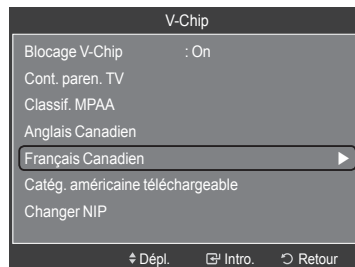 V-Chip
Blocage V-Chip : On
Cont. paren. TV
Classif. MPAA
Anglais Canadien
Français Canadien
Catég. américaine téléchargeable
Changer NIP
Dépl. Intro. Retour